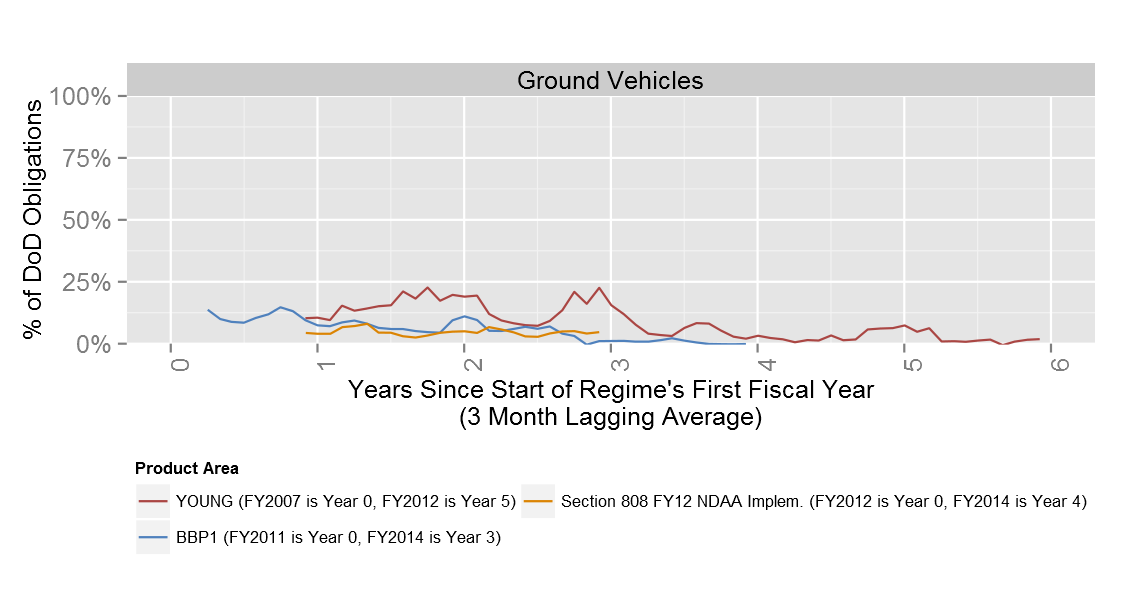 Ground Vehicles
100%
75%
50%
25%
0%
% of DoD Obligations
0 1 2 3 4 5 6
Years Since Start of Regime's First Fiscal Year
(3 Month Lagging Average)
Product Area
YOUNG (FY2007 is Year 0, FY2012 is Year 5) Section 808 FY12 NDAA Implem. (FY2012 is Year 0, FY2014 is Year 4)
BBP1 (FY2011 is Year 0, FY2014 is Year 3)